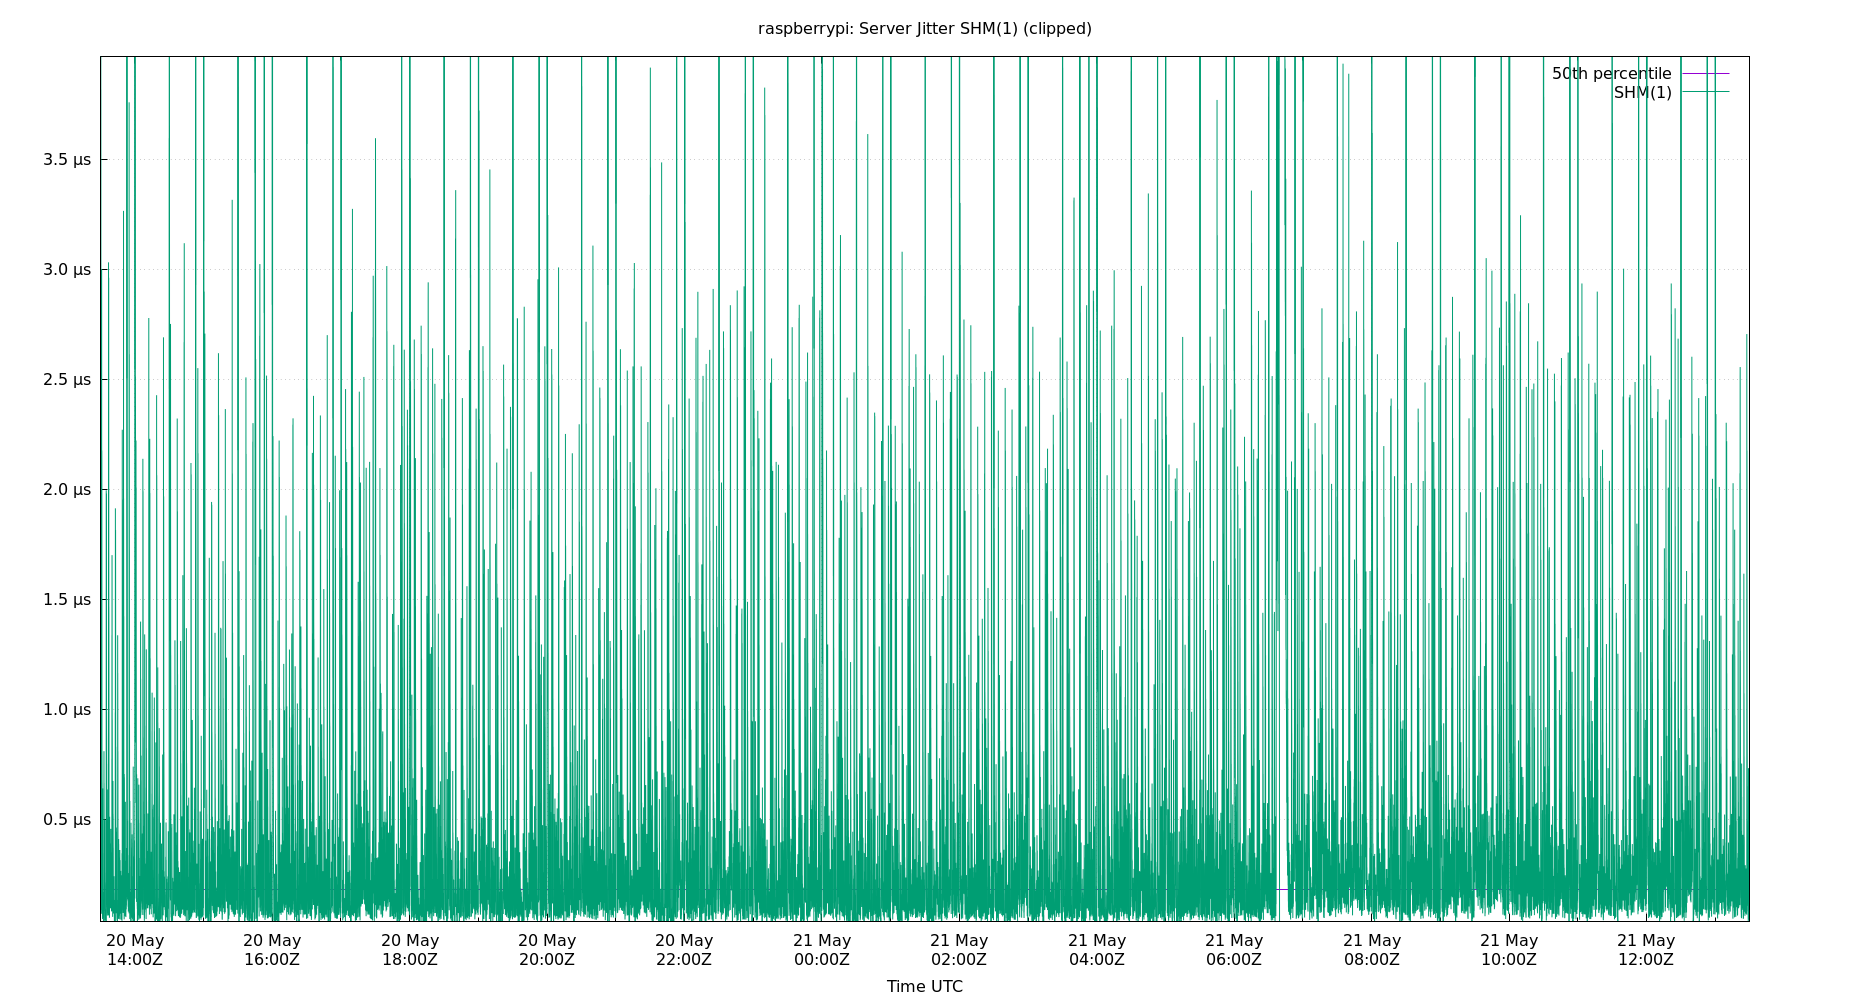 raspberrypi: Server Jitter SHM(1) (clipped)
50th percentile
SHM(1)
3.5 µs
3.0 µs
2.5 µs
2.0 µs
1.5 µs
1.0 µs
0.5 µs
20 May 20 May 20 May 20 May 20 May 21 May 21 May 21 May 21 May 21 May 21 May 21 May
14:00Z 16:00Z 18:00Z 20:00Z 22:00Z 00:00Z 02:00Z 04:00Z 06:00Z 08:00Z 10:00Z 12:00Z
Time UTC